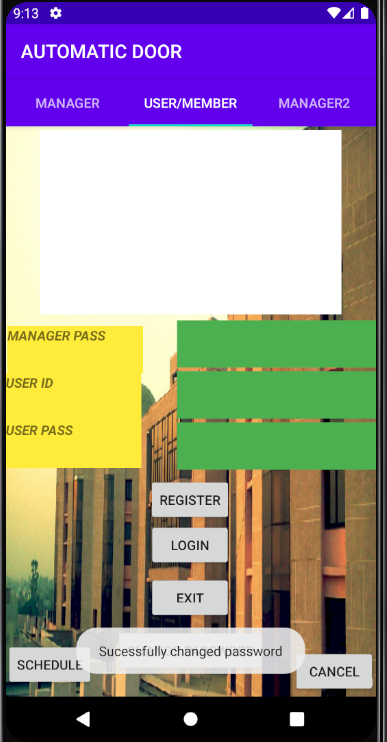 9:13
AUTOMATIC DOOR
MANAGER USER/MEMBER MANAGER2
MANAGER PASS
USER ID
USER PASS
REGISTER
LOGIN
EXIT
Sucessfully changed password
SCHEDULE
CANCEL